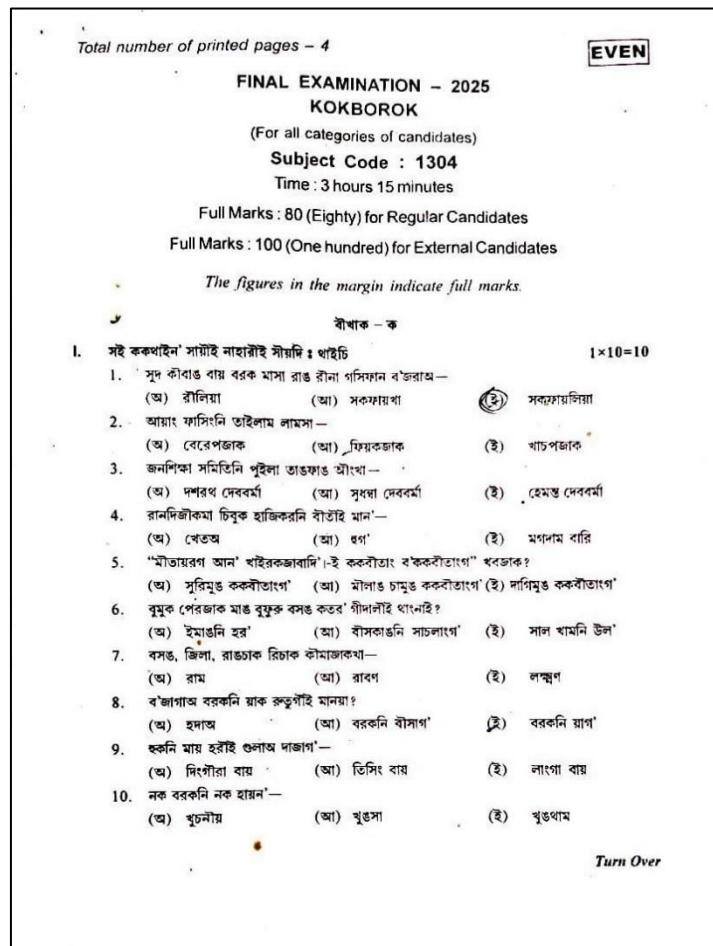 Total number of printed pages – 4
EVEN
FINAL EXAMINATION – 2025
KOKBOROK
(For all categories of candidates)
Subject Code : 1304
Time : 3 hours 15 minutes
Full Marks : 80 (Eighty) for Regular Candidates
Full Marks : 100 (One hundred) for External Candidates
The figures in the margin indicate full marks.
বীখাক – ক
I. সই ককথাইন' সায়ীই নাহারীই সীয়দি : থাইচি 1×10=10
1. সুদ কীবাঙ বায় বরক মাসা রাঙ রীনা গসিফান ব'জরাঅ—
(অ) রীলিয়া (আ) সকফায়খা (ই) সকফায়লিয়া
2. আয়াং ফাসিংনি তাইলাম লামসা—
(অ) বেরেপজাক (আ) ফিয়কজাক (ই) খাচপজাক
3. জনশিক্ষা সমিতিনি পুইলা তাঙফাঙ অীংখা—
(অ) দশরথ দেববর্মা (আ) সুধন্বা দেববর্মা (ই) হেমন্ত দেববর্মা
4. রানদিজীকমা চিবুক হাজিকরনি বীতীই মান'—
(অ) খেতঅ (আ) হুগ' (ই) মগদাম বারি
5. “মীতায়রগ আন' খাইরকজাবাদি'।-ই ককবীতাং ব'ককবীতাংগ” খবজাক?
(অ) সুরিমুঙ ককবীতাংগ' (আ) মীলাঙ চামুঙ ককবীতাংগ' (ই) দাগিমুঙ ককবীতাংগ'
6. বুমুক পেরজাক মাঙ বুফুরু বসঙ কতর' গীদালীই থাংনাই?
(অ) ইমাঙনি হর' (আ) বীসকাঙনি সাচলাংগ' (ই) সাল খামনি উল'
7. বসঙ, জিলা, রাঙচাক রিচাক কীমাজাকখা—
(অ) রাম (আ) রাবণ (ই) লক্ষ্মণ
8. ব'জাগাঅ বরকনি য়াক রুতুগীই মানয়া?
(অ) হদাঅ (আ) বরকনি বীসাগ' (ই) বরকনি য়াগ'
9. হুকনি মায় হরীই গুলাঅ দাজাগ'—
(অ) দিংগীরা বায় (আ) তিসিং বায় (ই) লাংগা বায়
10. নক বরকনি নক হায়ন'—
(অ) খুচনীয় (আ) খুঙসা (ই) খুঙথাম
Turn Over